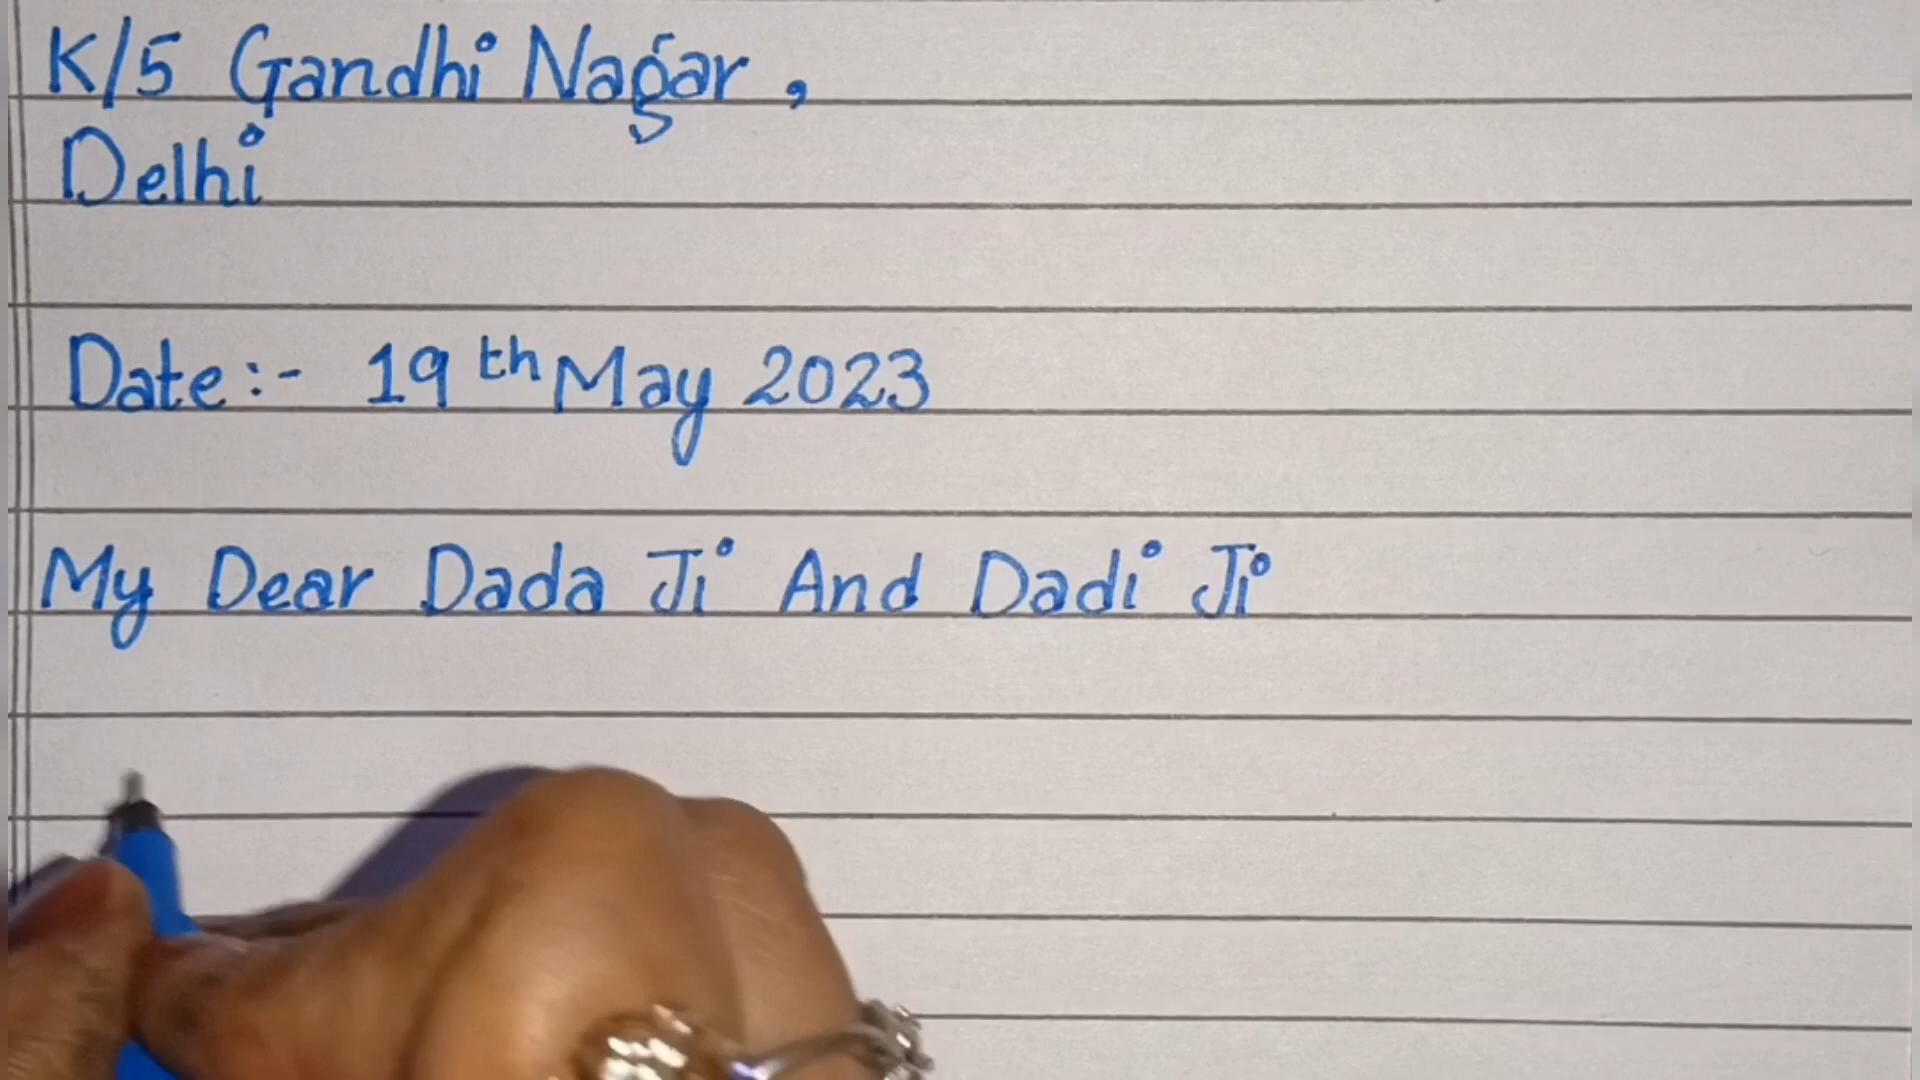 K/5 Gandhi Nagar,
Delhi
Date:- 19th May 2023
My Dear Dada Ji And Dadi Ji